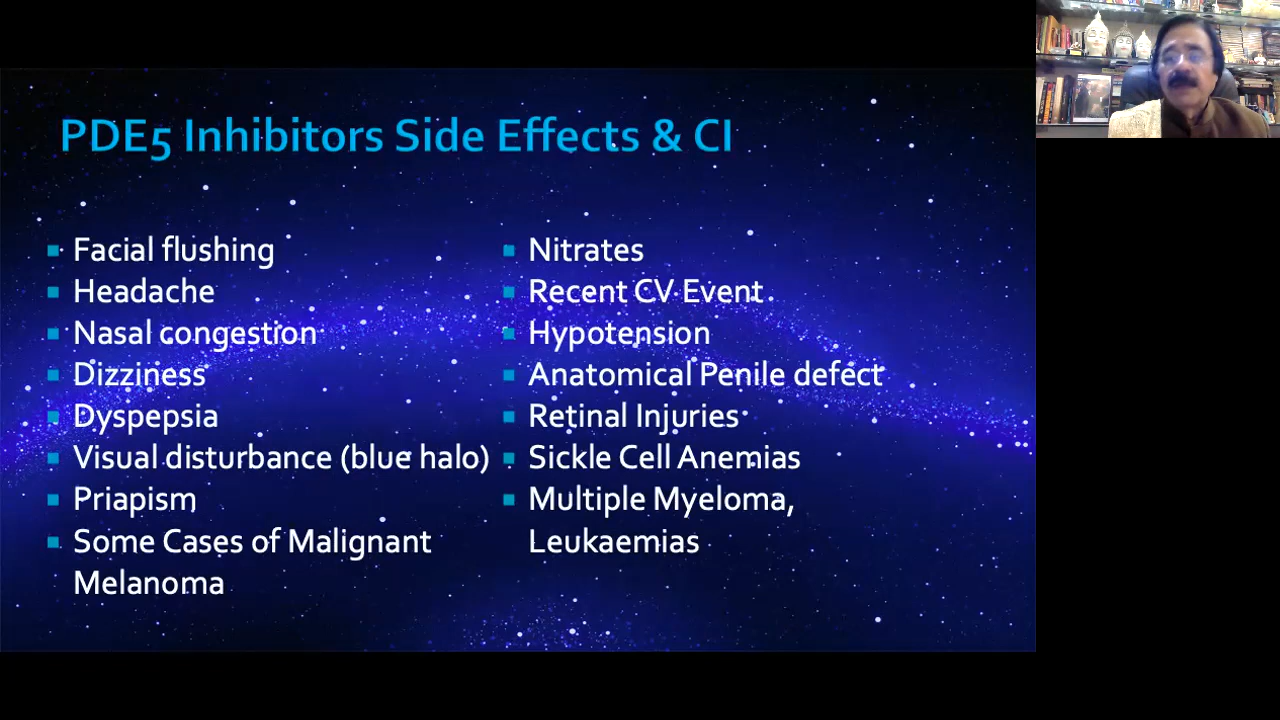 PDE5 Inhibitors Side Effects & CI
Facial flushing
Headache
Nasal congestion
Dizziness
Dyspepsia
Visual disturbance (blue halo)
Priapism
Some Cases of Malignant
Melanoma
Nitrates
Recent CV Event
Hypotension
Anatomical Penile defect
Retinal Injuries
Sickle Cell Anemias
Multiple Myeloma,
Leukaemias